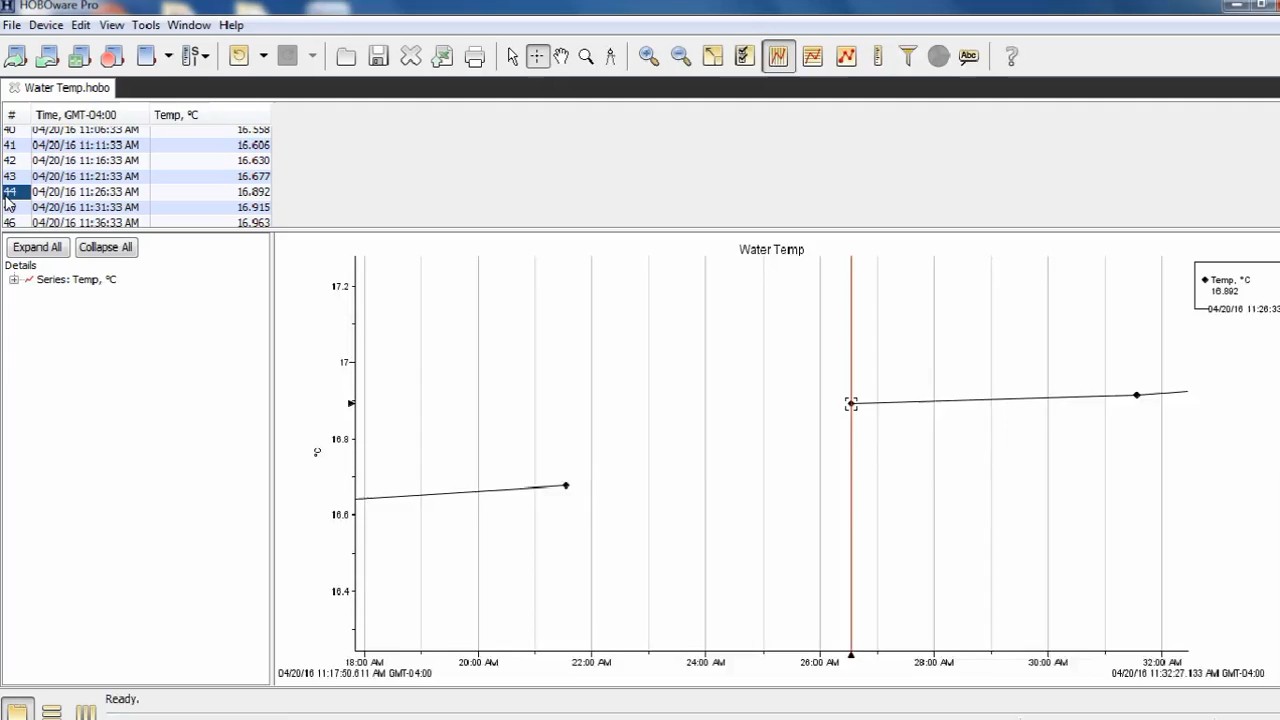 HOBOware Pro
File Device Edit View Tools Window Help
Abc
Water Temp.hobo
# Time, GMT-04:00 Temp, °C
40 04/20/16 11:06:33 AM 16.558
41 04/20/16 11:11:33 AM 16.606
42 04/20/16 11:16:33 AM 16.630
43 04/20/16 11:21:33 AM 16.677
44 04/20/16 11:26:33 AM 16.892
04/20/16 11:31:33 AM 16.915
46 04/20/16 11:36:33 AM 16.963
Expand All Collapse All
Details
Series: Temp, °C
Water Temp
Temp, °C
16.892
04/20/16 11:26:33
17.2
17
16.8
°C
16.6
16.4
18:00 AM 20:00 AM 22:00 AM 24:00 AM 26:00 AM 28:00 AM 30:00 AM 32:00 AM
04/20/16 11:17:50.611 AM GMT-04:00 04/20/16 11:32:27.133 AM GMT-04:00
Ready.